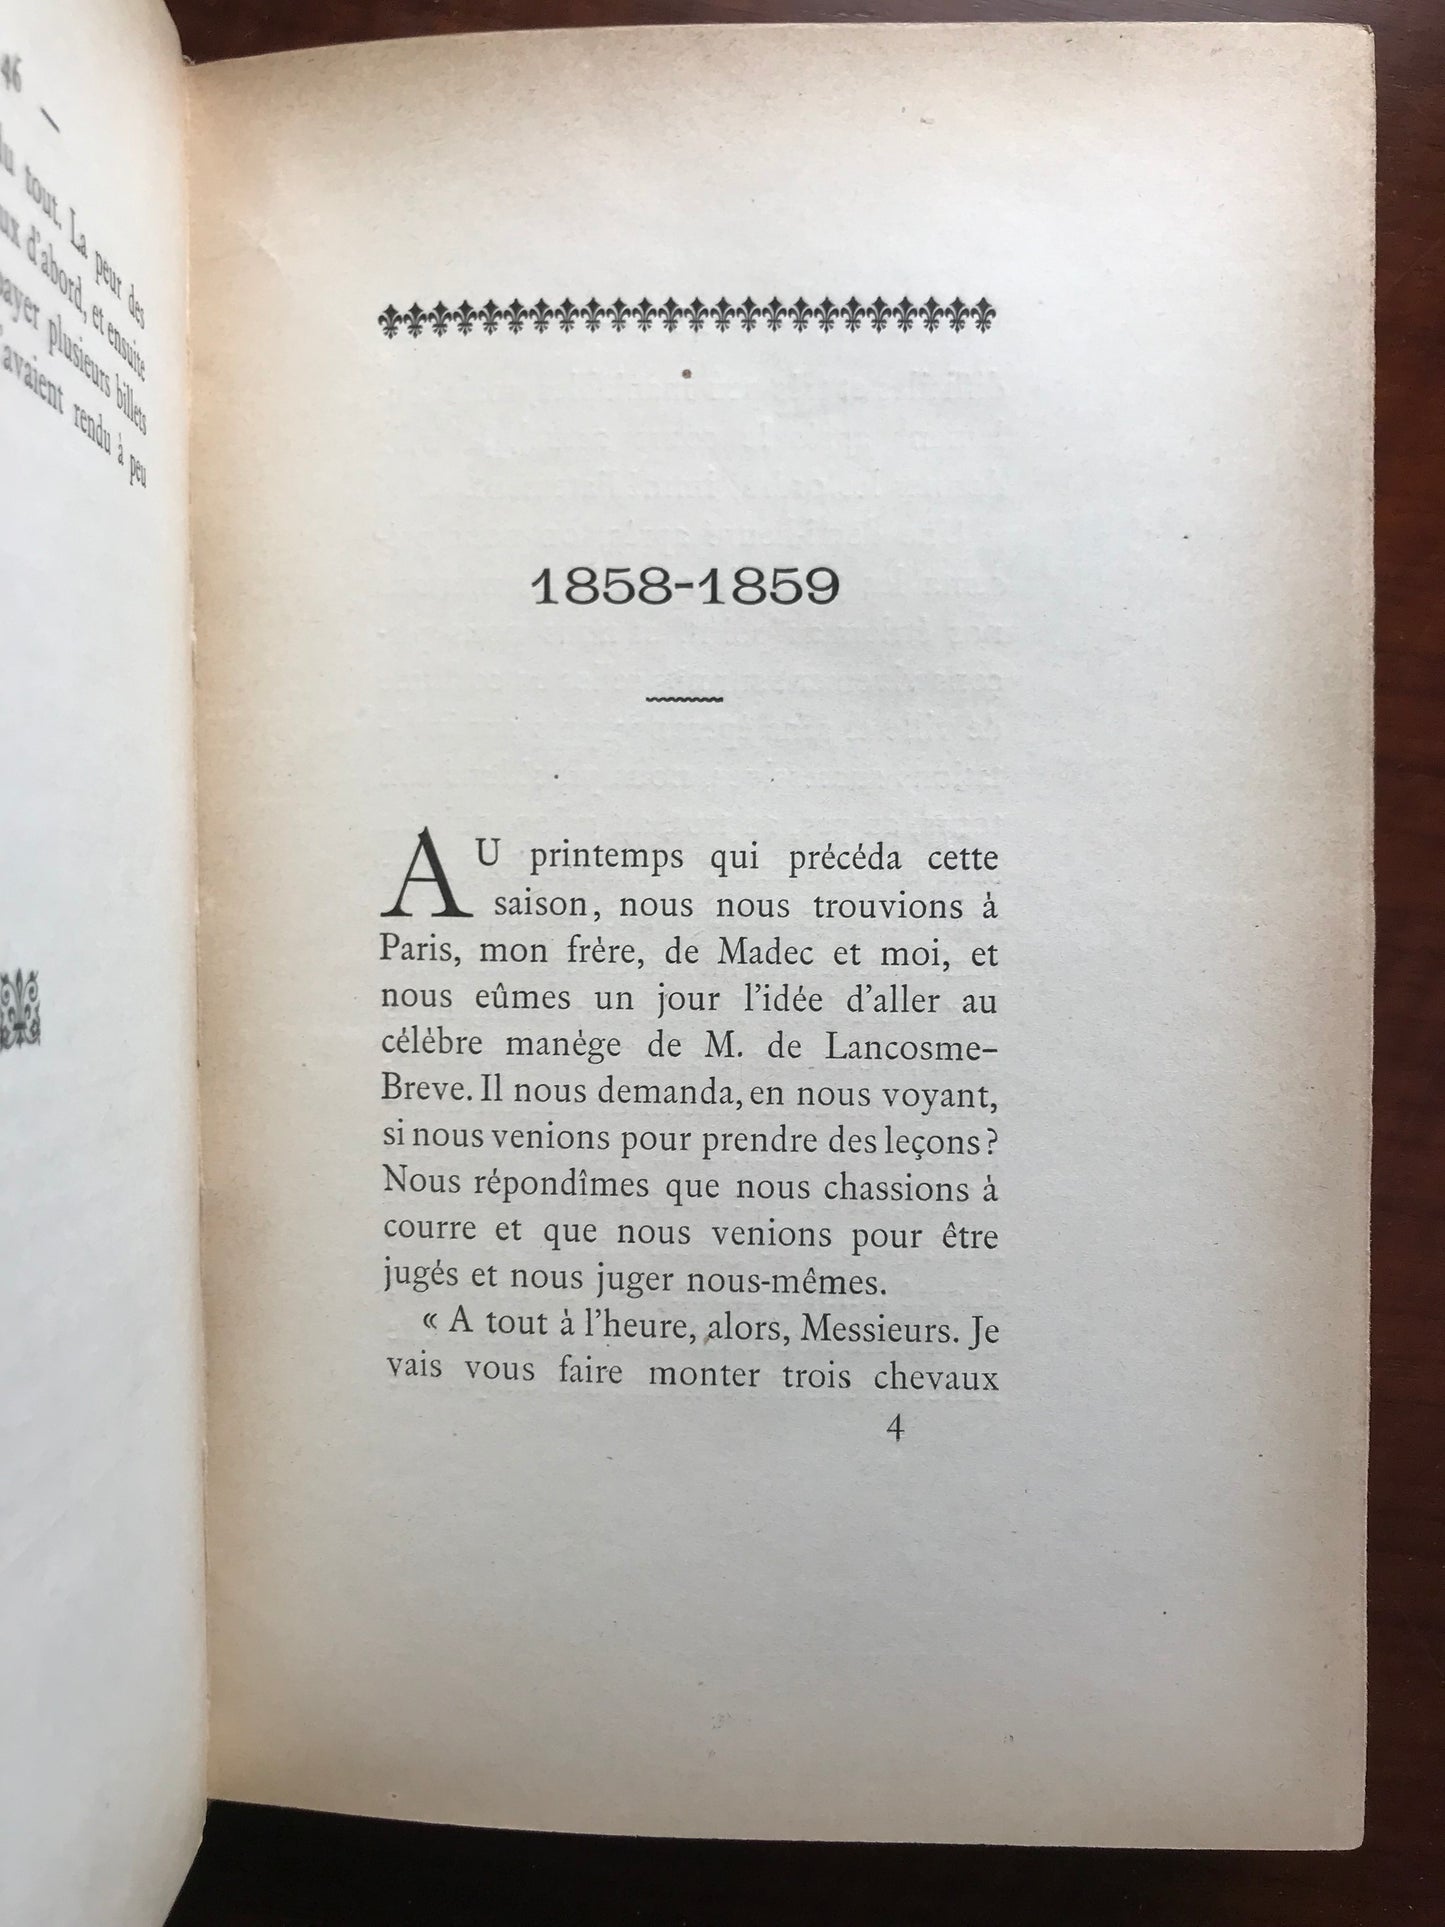 46 —
du tout. La peur des
ux d'abord, et ensuite
payer plusieurs billets
avaient rendu à peu
1858-1859
AU printemps qui précéda cette
saison, nous nous trouvions à
Paris, mon frère, de Madec et moi, et
nous eûmes un jour l'idée d'aller au
célèbre manège de M. de Lancosme-
Breve. Il nous demanda, en nous voyant,
si nous venions pour prendre des leçons?
Nous répondîmes que nous chassions à
courre et que nous venions pour être
jugés et nous juger nous-mêmes.
« A tout à l'heure, alors, Messieurs. Je
vais vous faire monter trois chevaux
4